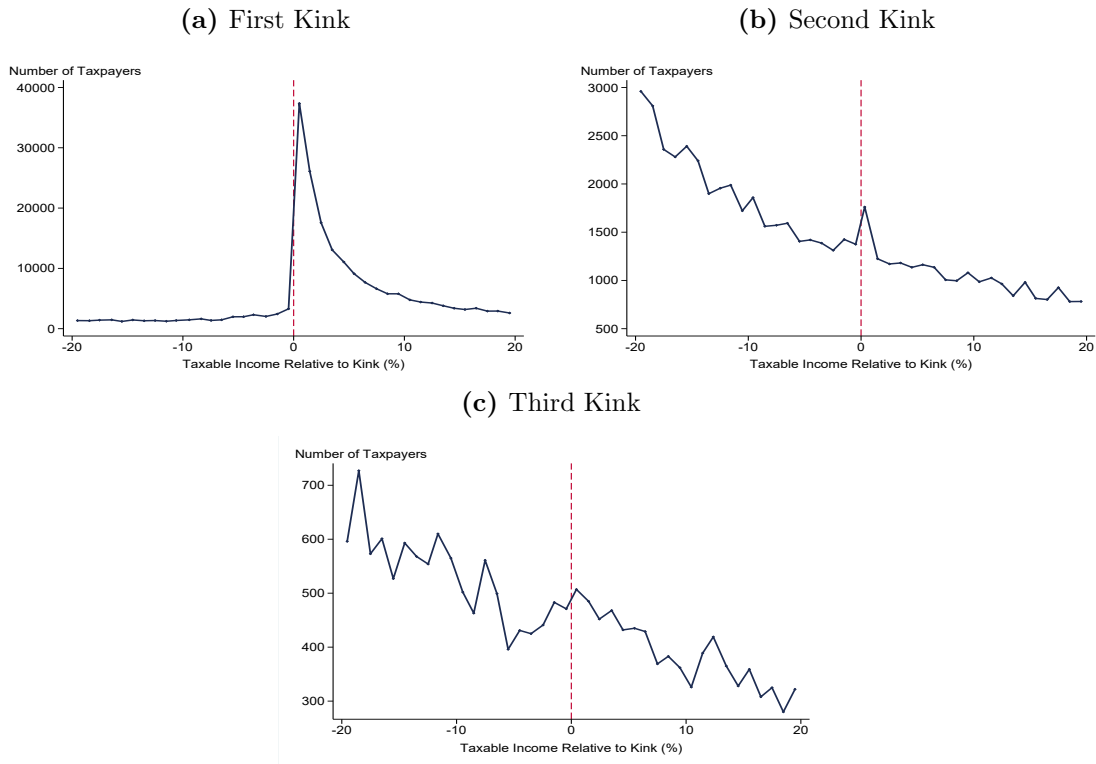 (a) First Kink
Number of Taxpayers
40000
30000
20000
10000
0
-20 -10 0 10 20
Taxable Income Relative to Kink (%)
(b) Second Kink
Number of Taxpayers
3000
2500
2000
1500
1000
500
-20 -10 0 10 20
Taxable Income Relative to Kink (%)
(c) Third Kink
Number of Taxpayers
700
600
500
400
300
-20 -10 0 10 20
Taxable Income Relative to Kink (%)